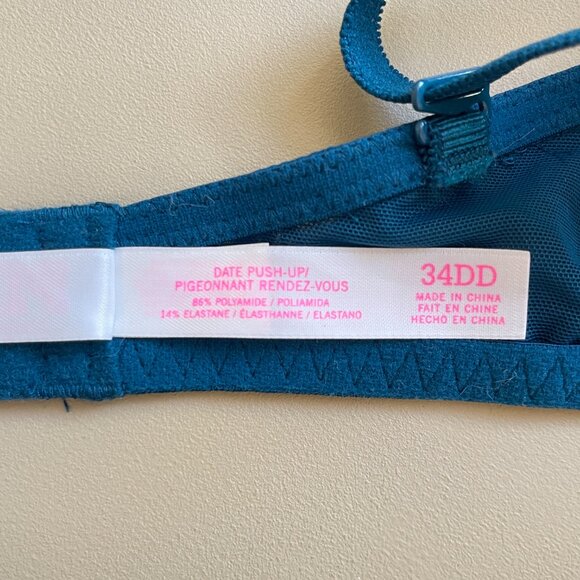 DATE PUSH-UP/
PIGEONNANT RENDEZ-VOUS
86% POLYAMIDE / POLIAMIDA
14% ELASTANE / ÉLASTHANNE / ELASTANO
34DD
MADE IN CHINA
FAIT EN CHINE
HECHO EN CHINA